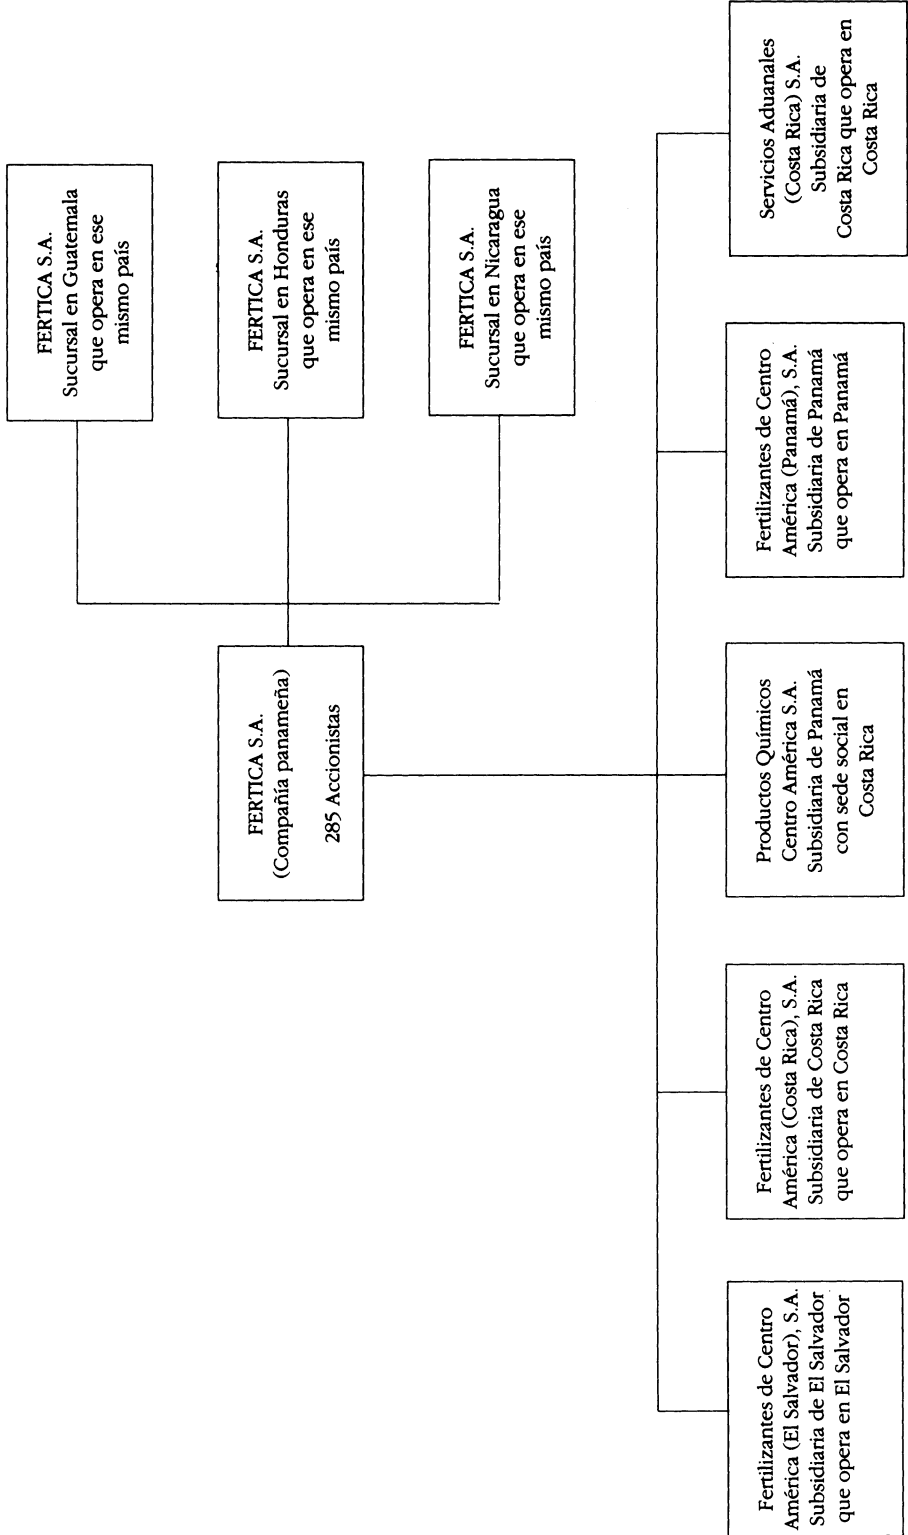 FERTICA S.A.
(Compañía panameña)
285 Accionistas
FERTICA S.A.
Sucursal en Guatemala
que opera en ese
mismo país
FERTICA S.A.
Sucursal en Honduras
que opera en ese
mismo país
FERTICA S.A.
Sucursal en Nicaragua
que opera en ese
mismo país
Fertilizantes de Centro
América (El Salvador), S.A.
Subsidiaria de El Salvador
que opera en El Salvador
Fertilizantes de Centro
América (Costa Rica), S.A.
Subsidiaria de Costa Rica
que opera en Costa Rica
Productos Químicos
Centro América S.A.
Subsidiaria de Panamá
con sede social en
Costa Rica
Fertilizantes de Centro
América (Panamá), S.A.
Subsidiaria de Panamá
que opera en Panamá
Servicios Aduanales
(Costa Rica) S.A.
Subsidiaria de
Costa Rica que opera en
Costa Rica